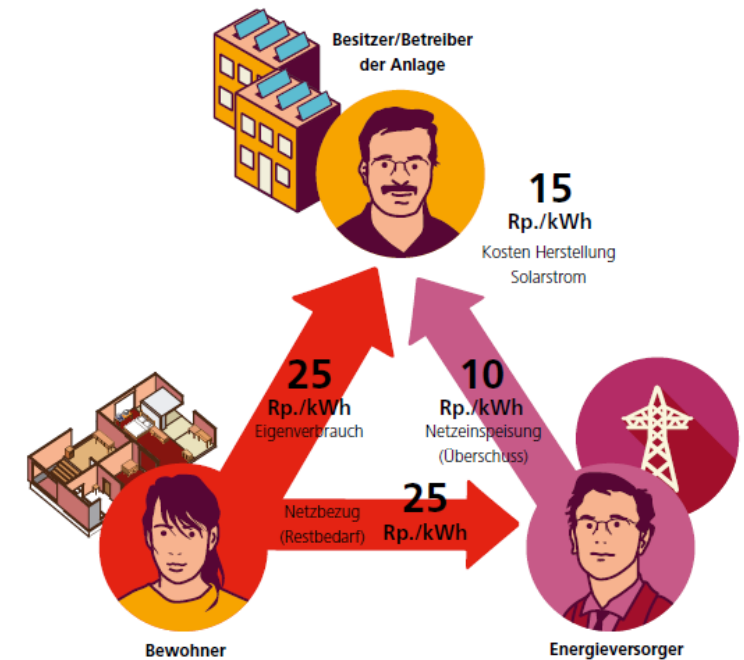 Besitzer/Betreiber
der Anlage
15
Rp./kWh
Kosten Herstellung
Solarstrom
25
Rp./kWh
Eigenverbrauch
10
Rp./kWh
Netzeinspeisung
(Überschuss)
Netzbezug
(Restbedarf)
25
Rp./kWh
Bewohner
Energieversorger